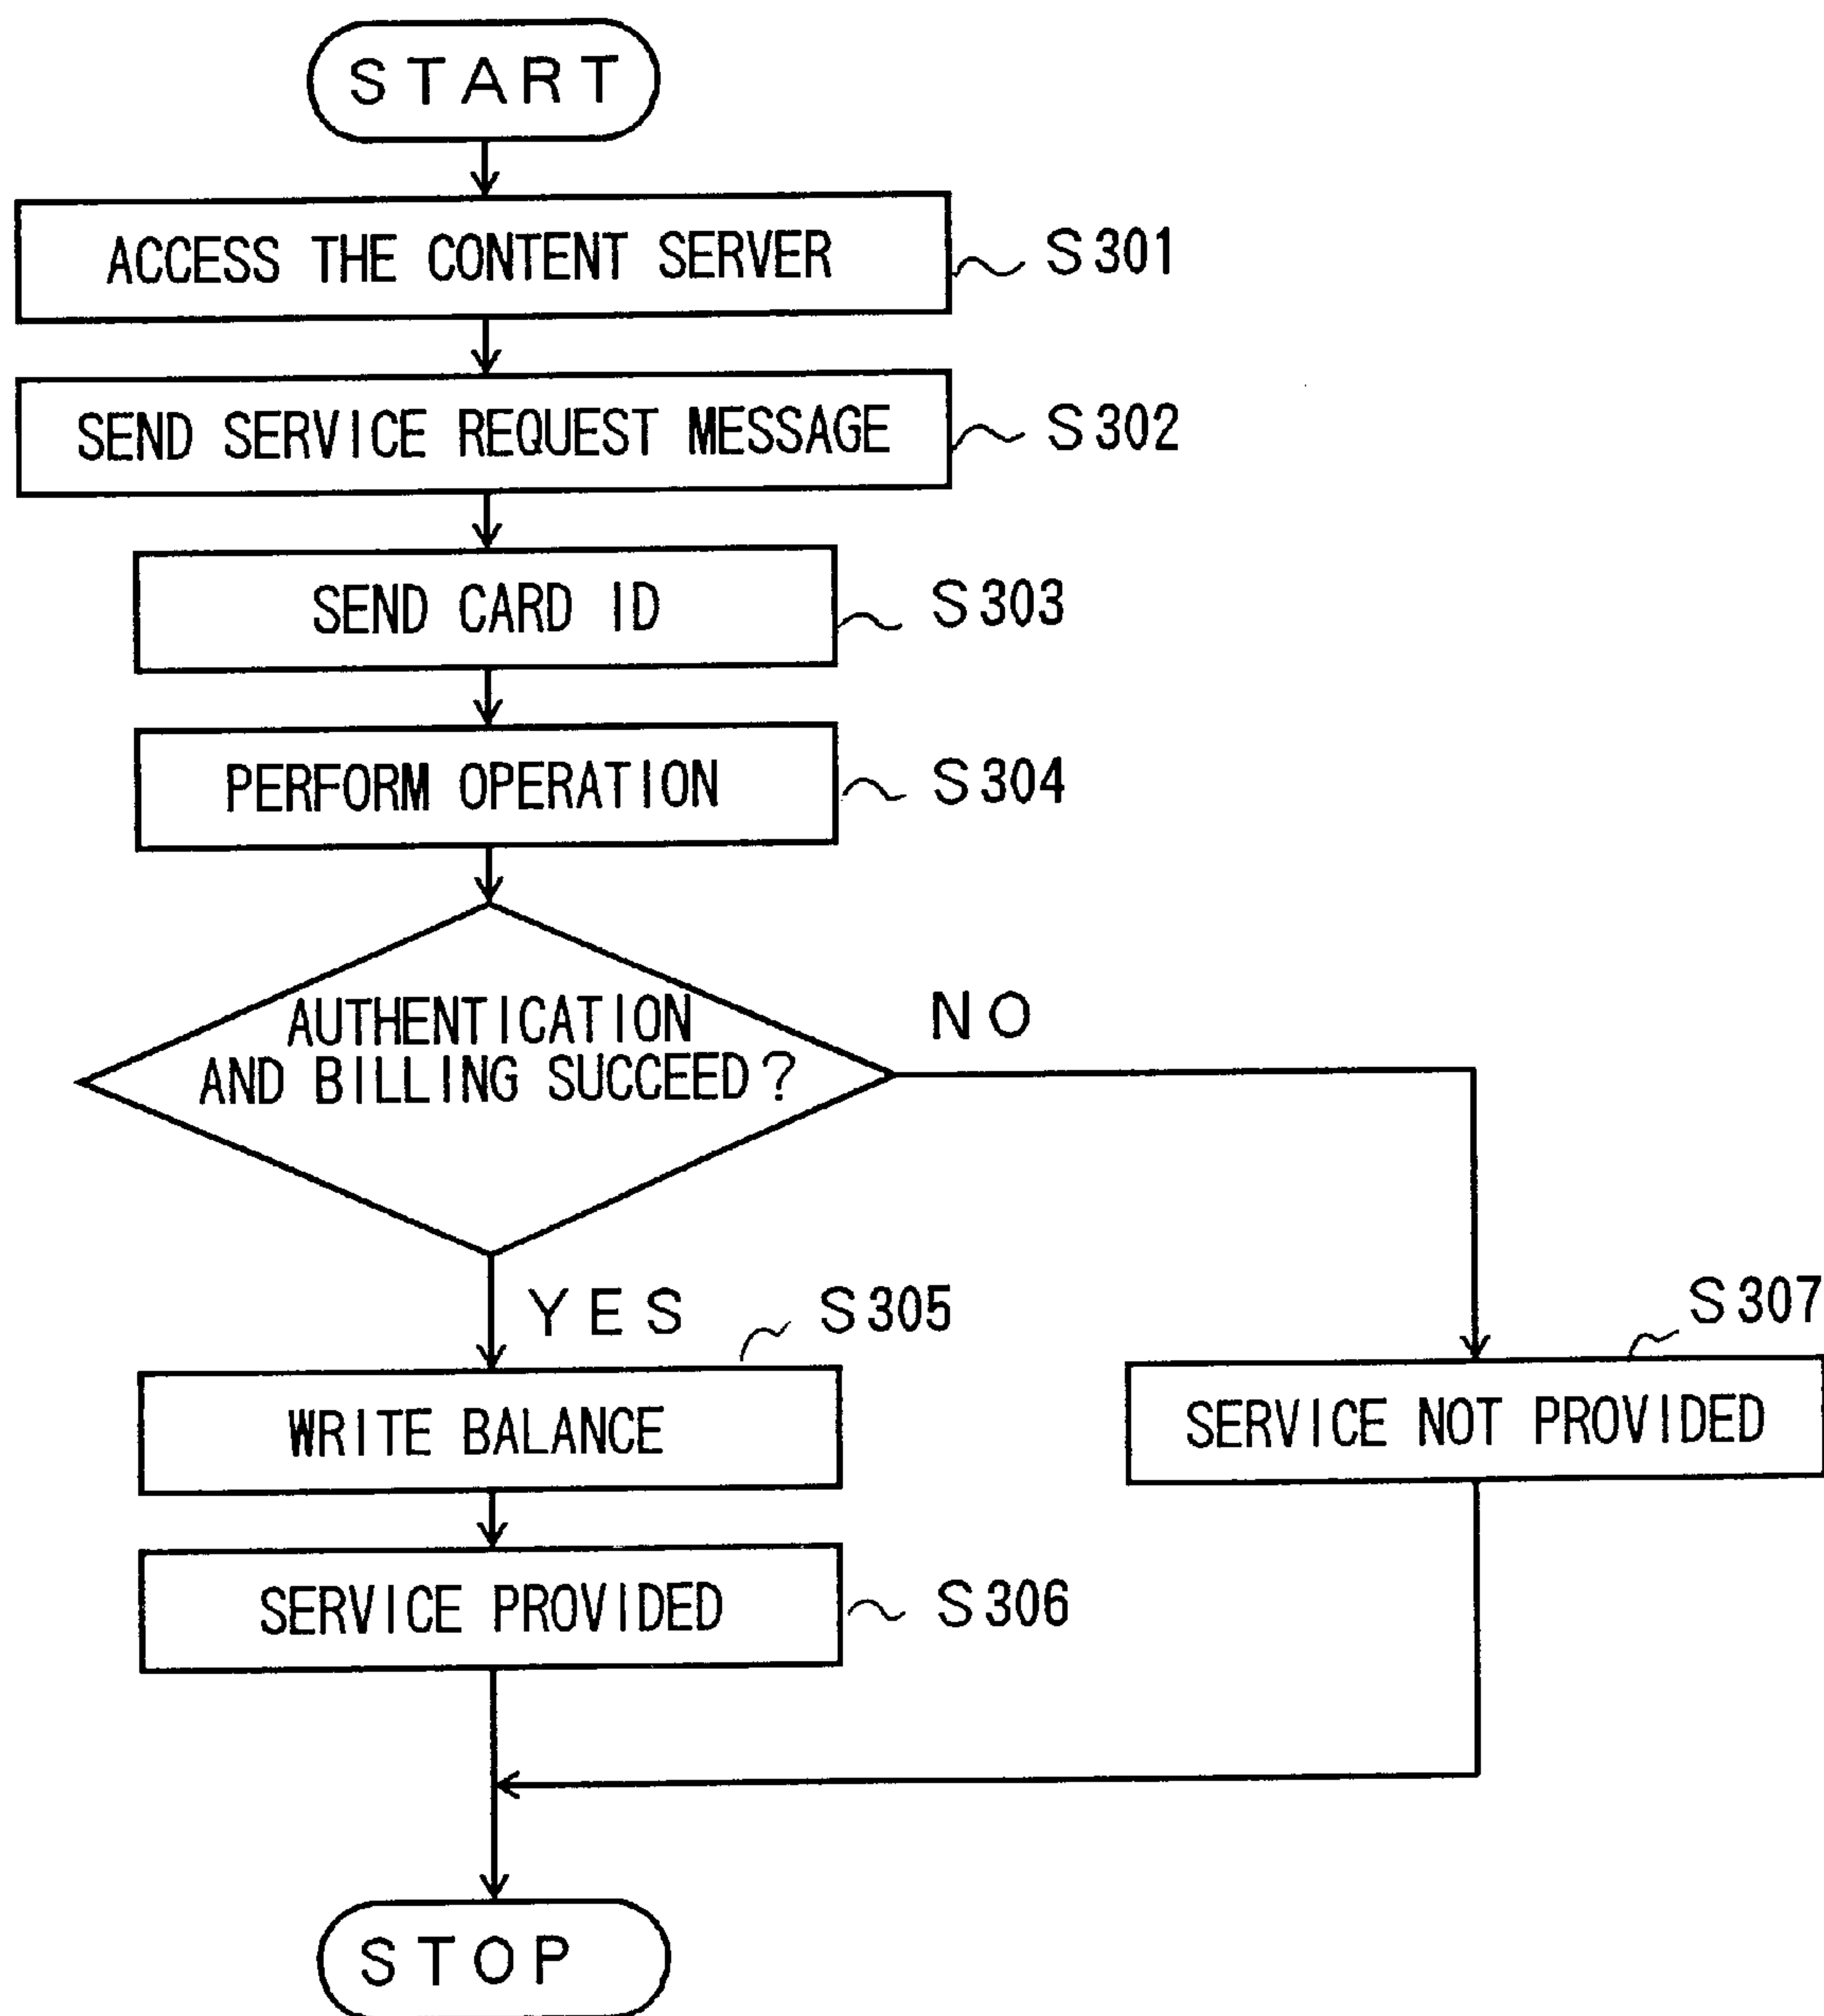 START
ACCESS THE CONTENT SERVER
S301
SEND SERVICE REQUEST MESSAGE
S302
SEND CARD ID
S303
PERFORM OPERATION
S304
AUTHENTICATION
AND BILLING SUCCEED?
NO
YES
S305
S307
WRITE BALANCE
SERVICE NOT PROVIDED
SERVICE PROVIDED
S306
STOP